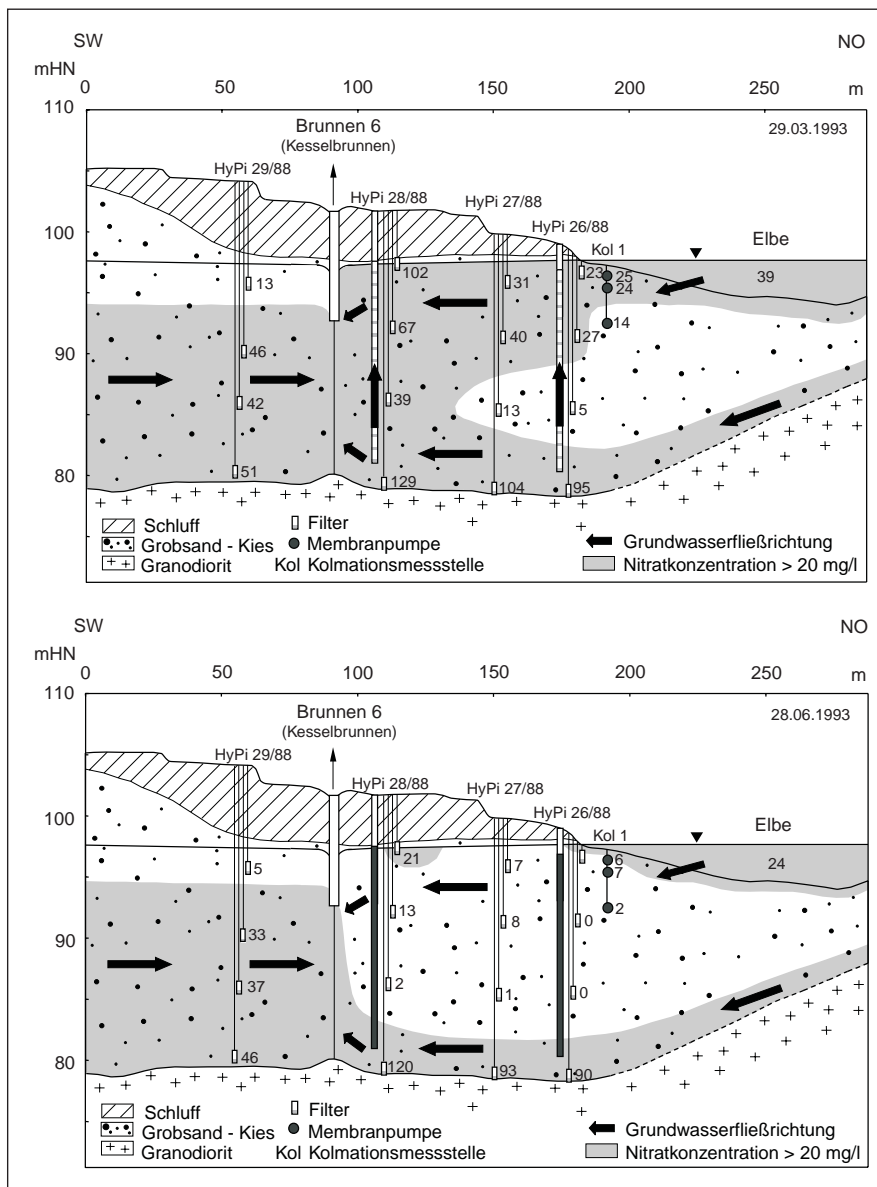 SW NO
mHN 0 50 100 150 200 250 m
110
29.03.1993
Brunnen 6
(Kesselbrunnen)
HyPi 29/88
HyPi 28/88
HyPi 27/88
HyPi 26/88
Kol 1
Elbe
100
102
31
23
25
39
13
24
67
40
27
14
90
46
42
39
13
5
80
51
129
104
95
Schluff
Filter
Grobsand - Kies
Membranpumpe
Grundwasserfließrichtung
Granodiorit
Kol Kolmationsmessstelle
Nitratkonzentration > 20 mg/l
SW NO
mHN 0 50 100 150 200 250 m
110
28.06.1993
Brunnen 6
(Kesselbrunnen)
HyPi 29/88
HyPi 28/88
HyPi 27/88
HyPi 26/88
Kol 1
Elbe
100
21
7
6
24
5
7
13
8
0
2
90
33
37
2
1
0
80
46
120
93
90
Schluff
Filter
Grobsand - Kies
Membranpumpe
Grundwasserfließrichtung
Granodiorit
Kol Kolmationsmessstelle
Nitratkonzentration > 20 mg/l